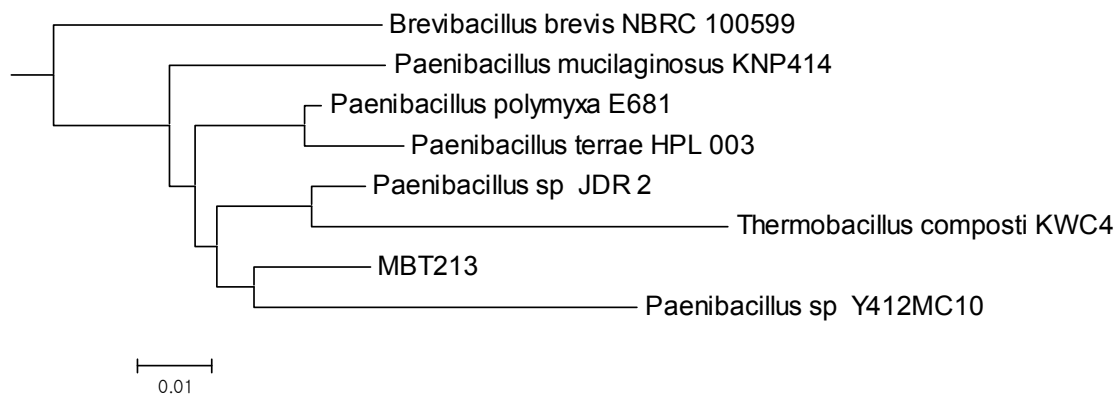 Brevibacillus brevis NBRC 100599
Paenibacillus mucilaginosus KNP414
Paenibacillus polymyxa E681
Paenibacillus terrae HPL 003
Paenibacillus sp JDR 2
Thermobacillus composti KWC4
MBT213
Paenibacillus sp Y412MC10
0.01